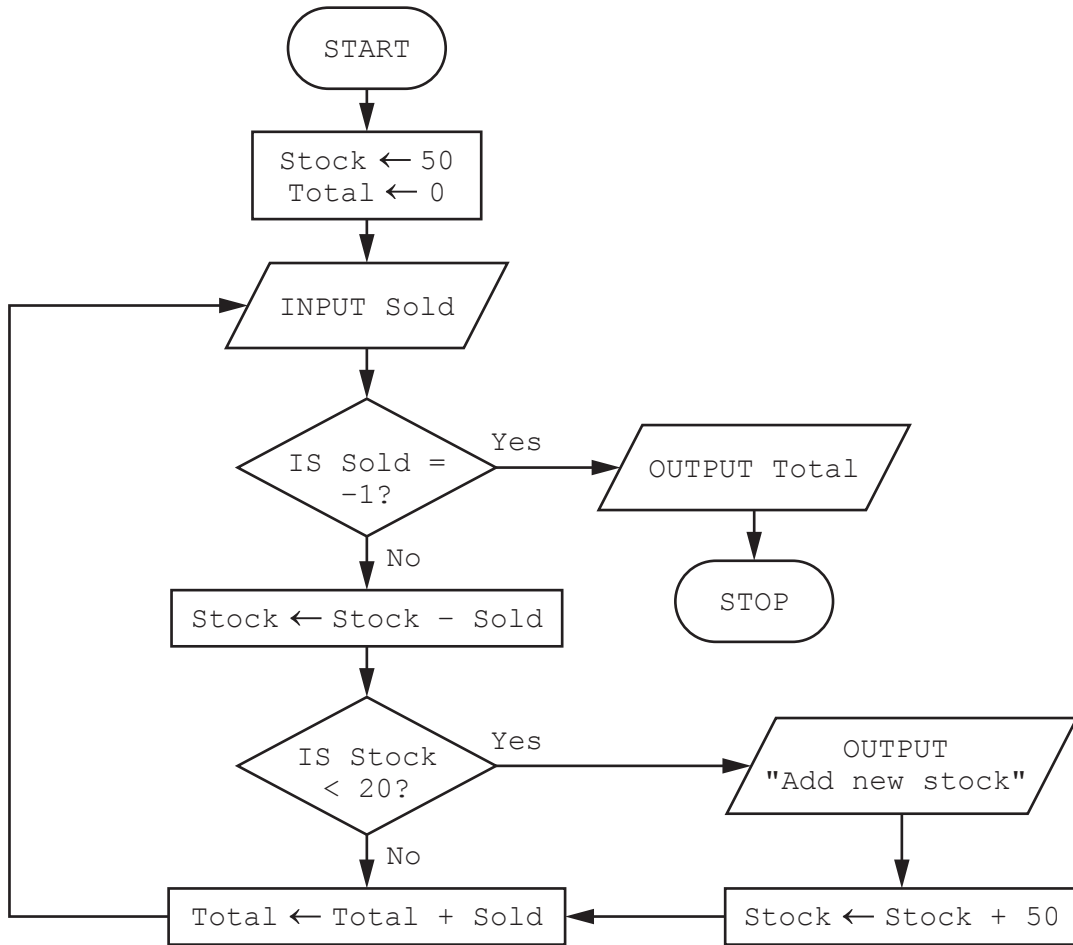 START
Stock ← 50
Total ← 0
INPUT Sold
IS Sold =
–1?
Yes
OUTPUT Total
No
STOP
Stock ← Stock – Sold
IS Stock
< 20?
Yes
OUTPUT
"Add new stock"
No
Total ← Total + Sold
Stock ← Stock + 50